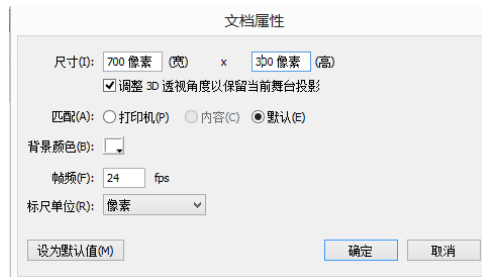 文档属性
尺寸(I): 700 像素 (宽) x 300 像素 (高)
调整 3D 透视角度以保留当前舞台投影
匹配(A): 打印机(P) 内容(C) 默认(E)
背景颜色(B):
帧频(F): 24 fps
标尺单位(R): 像素
设为默认值(M) 确定 取消